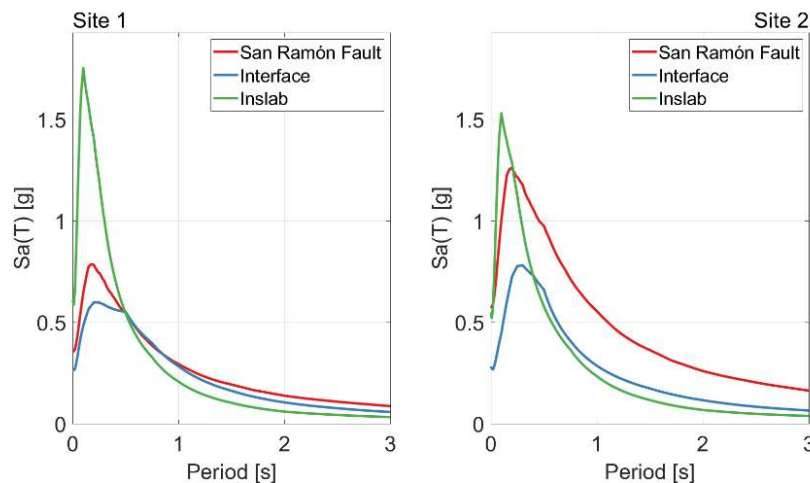 Site 1
San Ramón Fault
Interface
Inslab
1.5
1
0.5
0
Sa(T) [g]
0
1
2
3
Period [s]
Site 2
San Ramón Fault
Interface
Inslab
1.5
1
0.5
0
Sa(T) [g]
0
1
2
3
Period [s]